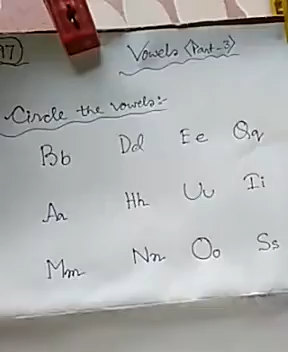 17)
Vowels (Part-3)
Circle the vowels:-
Bb Dd Ee Qq
Aa Hh Uu Ii
Mm Nn Oo Ss